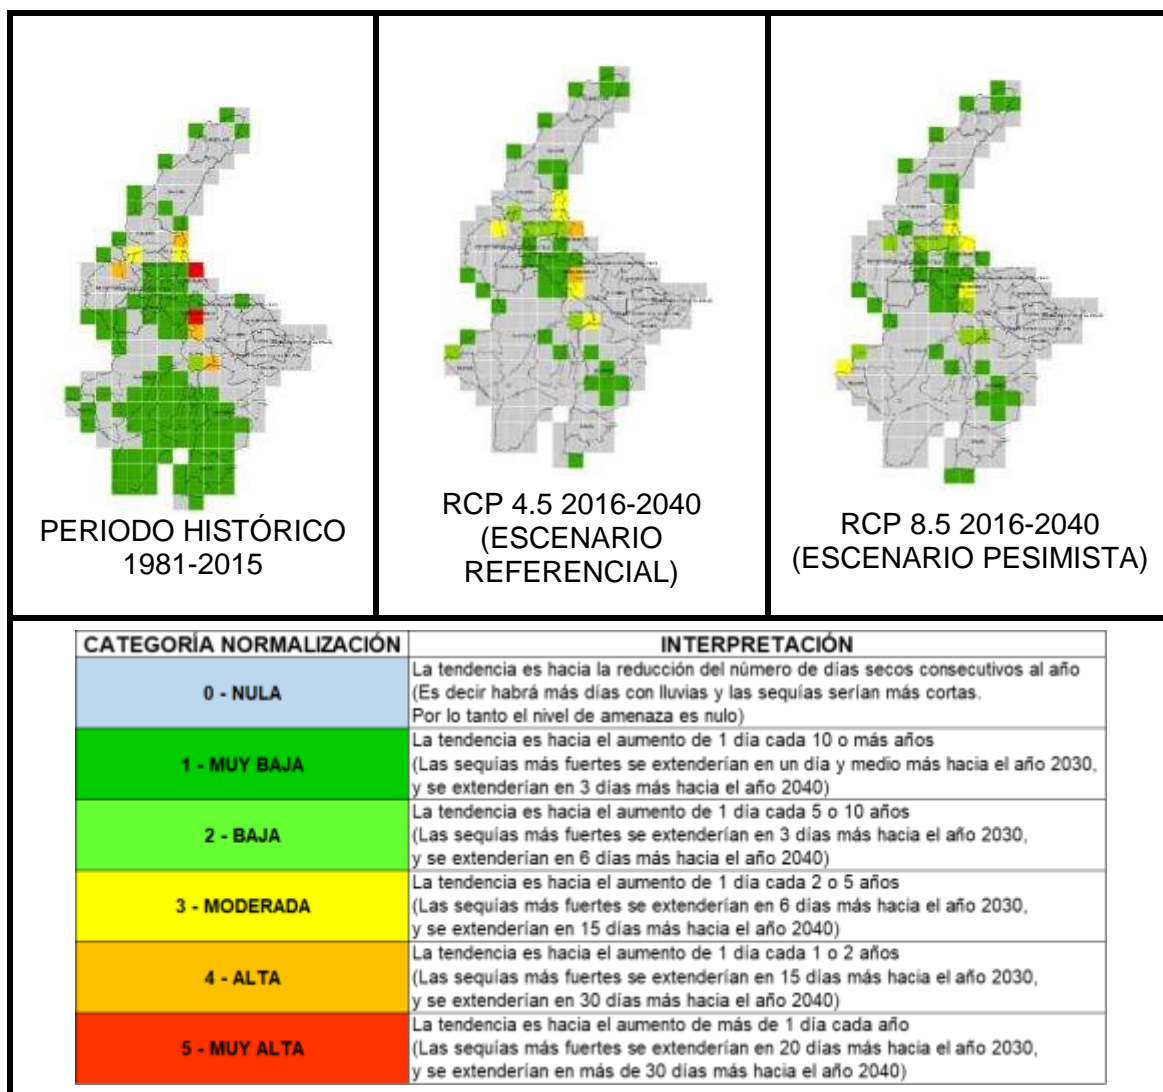 PERIODO HISTÓRICO
1981-2015
RCP 4.5 2016-2040
(ESCENARIO
REFERENCIAL)
RCP 8.5 2016-2040
(ESCENARIO PESIMISTA)
CATEGORÍA NORMALIZACIÓN
INTERPRETACIÓN
0 - NULA
La tendencia es hacia la reducción del número de días secos consecutivos al año
(Es decir habrá más días con lluvias y las sequías serían más cortas.
Por lo tanto el nivel de amenaza es nulo)
1 - MUY BAJA
La tendencia es hacia el aumento de 1 día cada 10 o más años
(Las sequías más fuertes se extenderían en un día y medio más hacia el año 2030,
y se extenderían en 3 días más hacia el año 2040)
2 - BAJA
La tendencia es hacia el aumento de 1 día cada 5 o 10 años
(Las sequías más fuertes se extenderían en 3 días más hacia el año 2030,
y se extenderían en 6 días más hacia el año 2040)
3 - MODERADA
La tendencia es hacia el aumento de 1 día cada 2 o 5 años
(Las sequías más fuertes se extenderían en 6 días más hacia el año 2030,
y se extenderían en 15 días más hacia el año 2040)
4 - ALTA
La tendencia es hacia el aumento de 1 día cada 1 o 2 años
(Las sequías más fuertes se extenderían en 15 días más hacia el año 2030,
y se extenderían en 30 días más hacia el año 2040)
5 - MUY ALTA
La tendencia es hacia el aumento de más de 1 día cada año
(Las sequías más fuertes se extenderían en 20 días más hacia el año 2030,
y se extenderían en más de 30 días más hacia el año 2040)